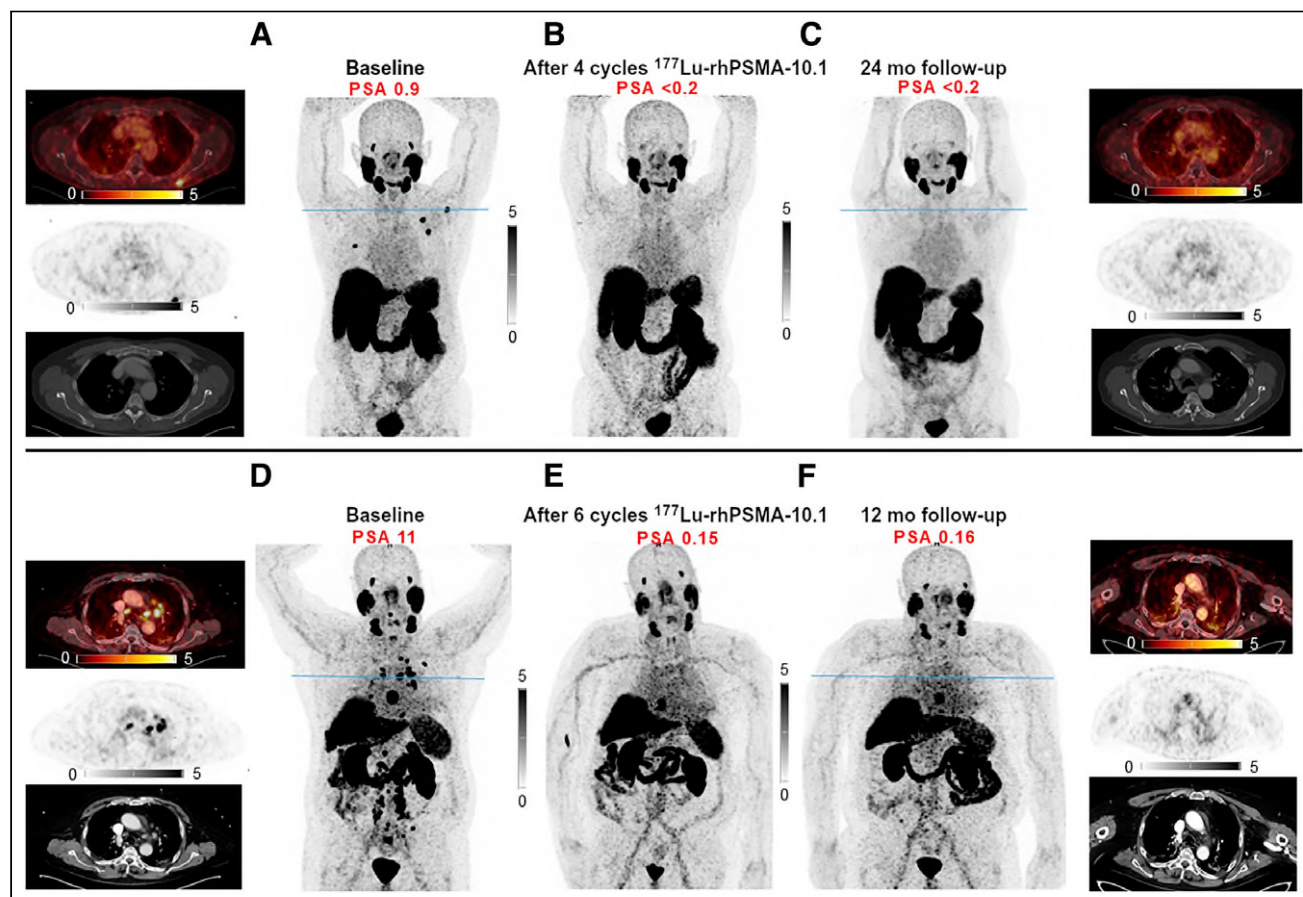 A
B
C
Baseline
PSA 0.9
After 4 cycles ¹⁷⁷Lu-rhPSMA-10.1
PSA <0.2
24 mo follow-up
PSA <0.2
0 5
0 5
5
0
5
0
0 5
0 5
D
E
F
Baseline
PSA 11
After 6 cycles ¹⁷⁷Lu-rhPSMA-10.1
PSA 0.15
12 mo follow-up
PSA 0.16
0 5
0 5
5
0
5
0
0 5
0 5